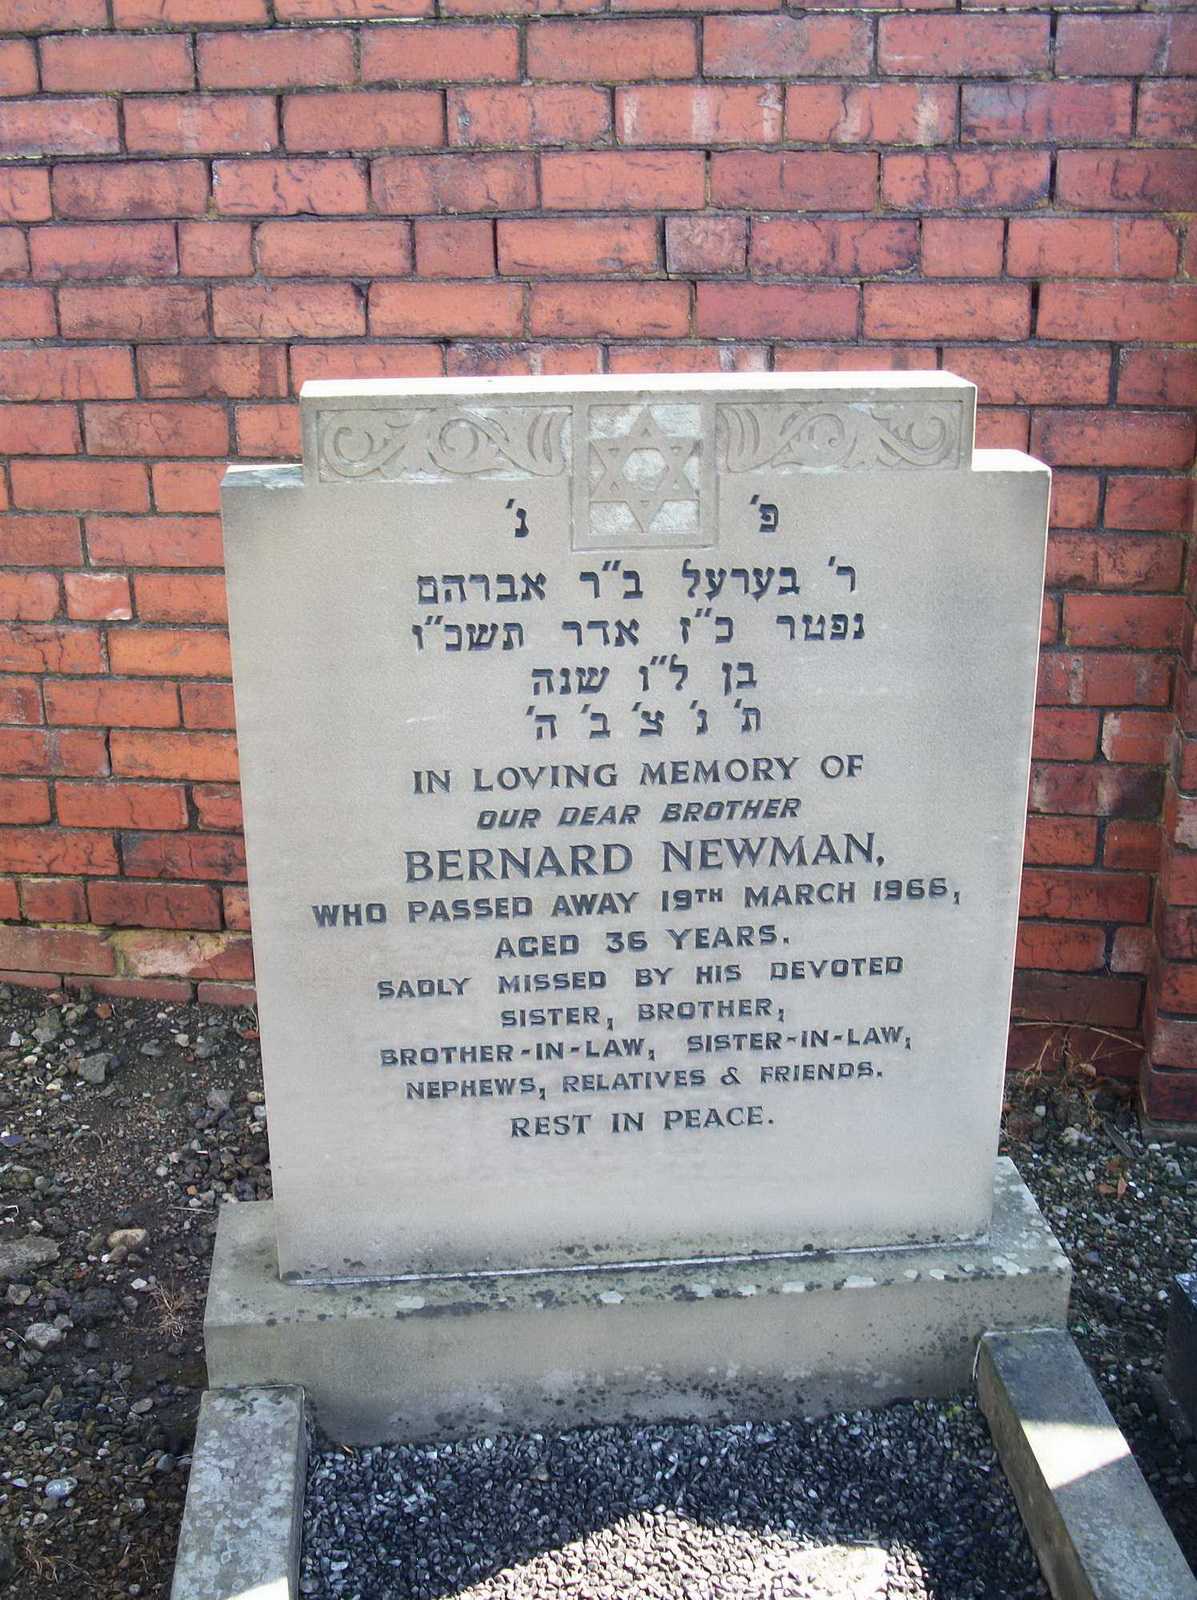 פ' נ'
ר' בערעל ב"ר אברהם
נפטר כ"ז אדר תשכ"ו
בן ל"ו שנה
ת' נ' צ' ב' ה'
IN LOVING MEMORY OF
OUR DEAR BROTHER
BERNARD NEWMAN,
WHO PASSED AWAY 19TH MARCH 1966,
AGED 36 YEARS.
SADLY MISSED BY HIS DEVOTED
SISTER, BROTHER,
BROTHER-IN-LAW, SISTER-IN-LAW,
NEPHEWS, RELATIVES & FRIENDS.
REST IN PEACE.